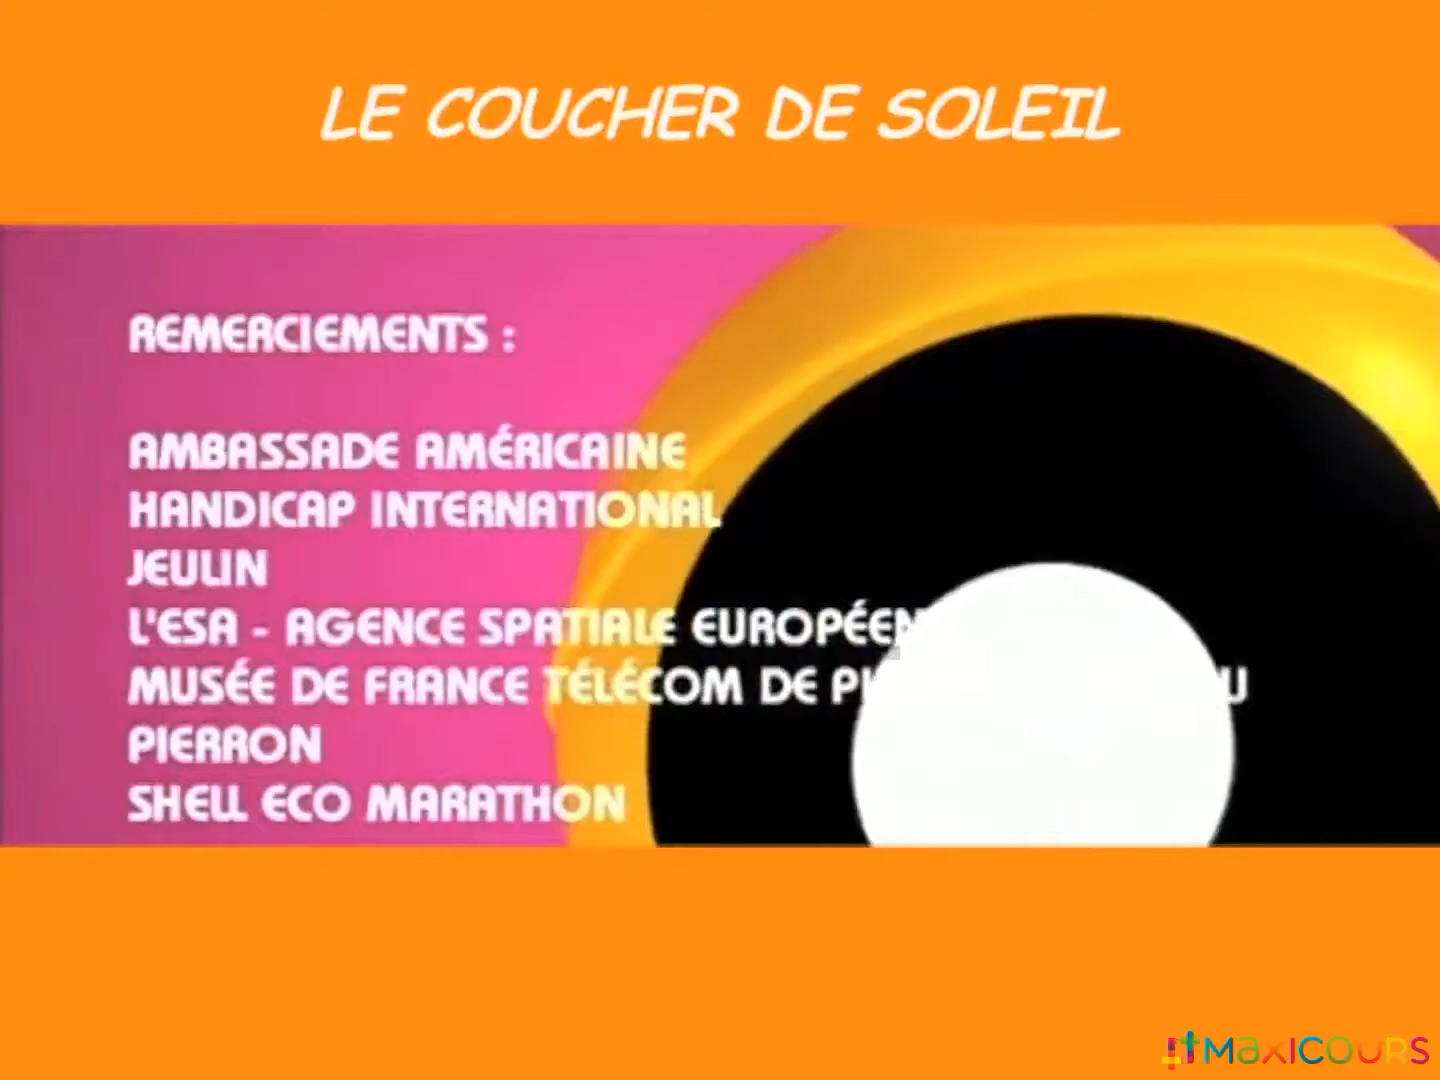 LE COUCHER DE SOLEIL
REMERCIEMENTS :
AMBASSADE AMÉRICAINE
HANDICAP INTERNATIONAL
JEULIN
L'ESA - AGENCE SPATIALE
MUSÉE DE FRANCE TÉLÉCOM DE
PIERRON
SHELL ECO MARATHON
MAXICOURS